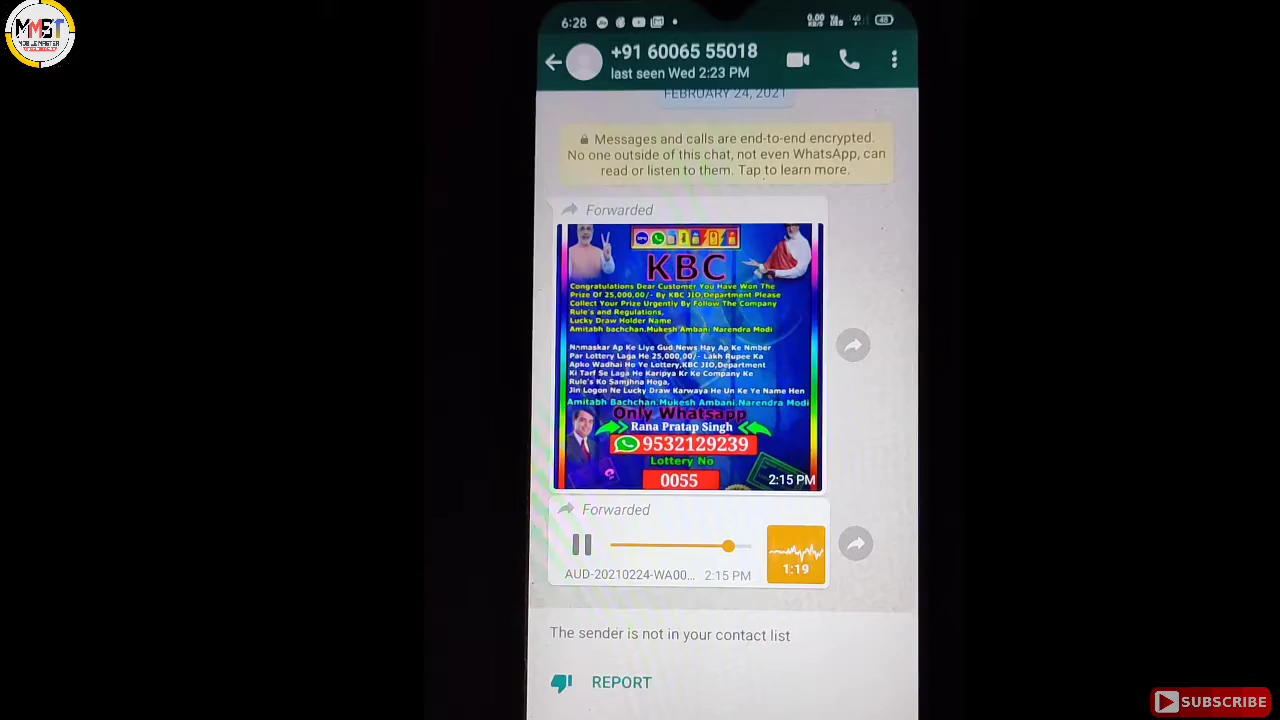 MMBT
MOBILE MASTER
6:28
0.00
KB/S
4G
48
+91 60065 55018
last seen Wed 2:23 PM
FEBRUARY 24, 2021
Messages and calls are end-to-end encrypted.
No one outside of this chat, not even WhatsApp, can
read or listen to them. Tap to learn more.
Forwarded
KBC
Congratulations Dear Customer You Have Won The
Prize Of 25,000,00/- By KBC JIO,Department Please
Collect Your Prize Urgently By Follow The Company
Rule's and Regulations,
Lucky Draw Holder Name
Amitabh bachchan.Mukesh Ambani Narendra Modi
Namaskar Ap Ke Liye Gud News Hay Ap Ke Nmber
Par Lottery Laga He 25,000,00/- Lakh Rupee Ka
Apko Wadhai Ho Ye Lottery,KBC JIO,Department
Ki Tarf Se Laga He Karipya Kr Ke Company Ke
Rule's Ko Samjhna Hoga,
Jin Logon Ne Lucky Draw Karwaya He Un Ke Ye Name Hen
Amitabh Bachchan.Mukesh Ambani.Narendra Modi
Only Whatsapp
Rana Pratap Singh
9532129239
Lottery No
0055
2:15 PM
Forwarded
AUD-20210224-WA00... 2:15 PM
1:19
The sender is not in your contact list
REPORT
SUBSCRIBE